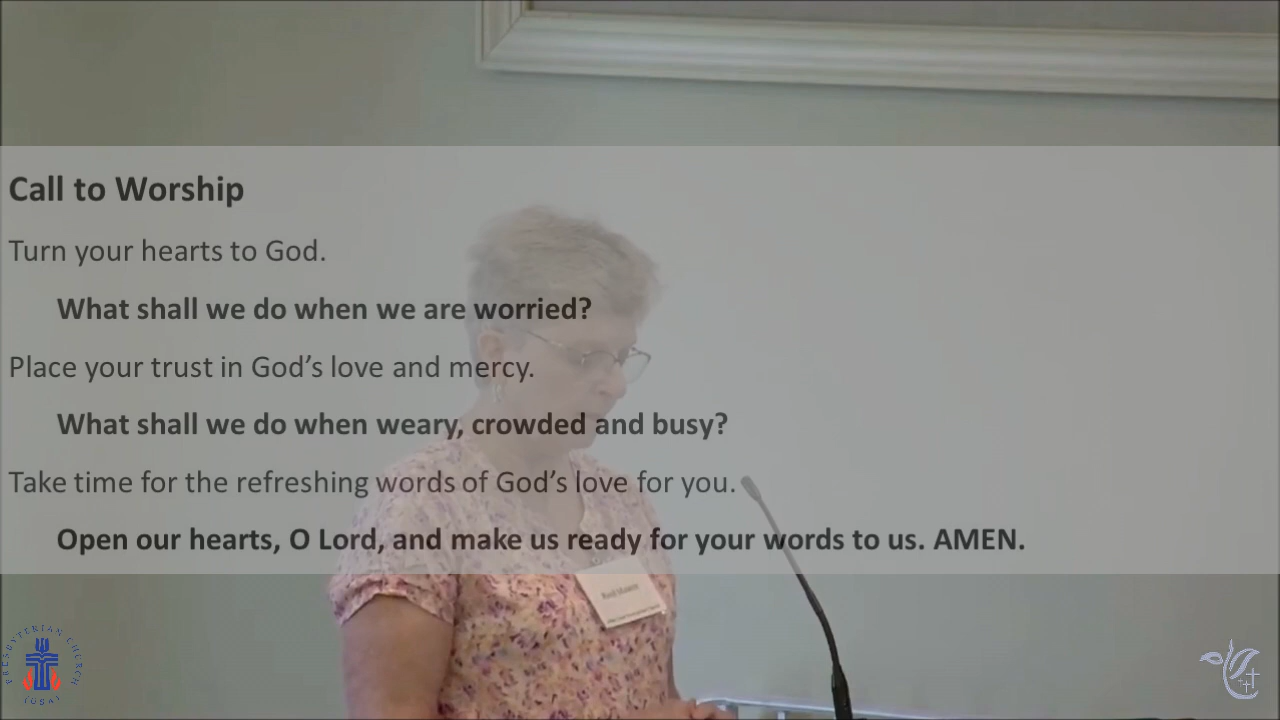 Call to Worship
Turn your hearts to God.
What shall we do when we are worried?
Place your trust in God’s love and mercy.
What shall we do when weary, crowded and busy?
Take time for the refreshing words of God’s love for you.
Open our hearts, O Lord, and make us ready for your words to us. AMEN.
PRESBYTERIAN CHURCH
(USA)